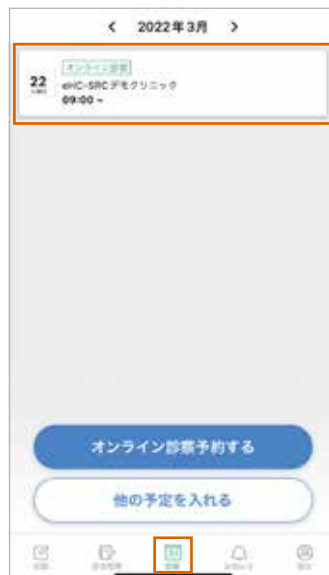 < 2022年3月 >
オンライン診察
22
eHC-SRCデモクリニック
09:00 ~
オンライン診察予約する
他の予定を入れる